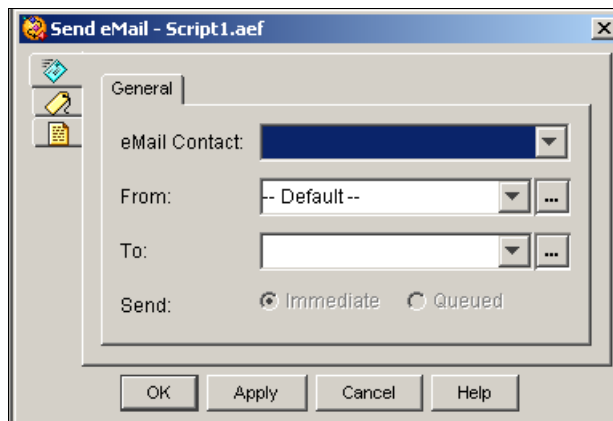 Send eMail - Script1.aef
General
eMail Contact:
From: -- Default -- ...
To: ...
Send: Immediate Queued
OK Apply Cancel Help